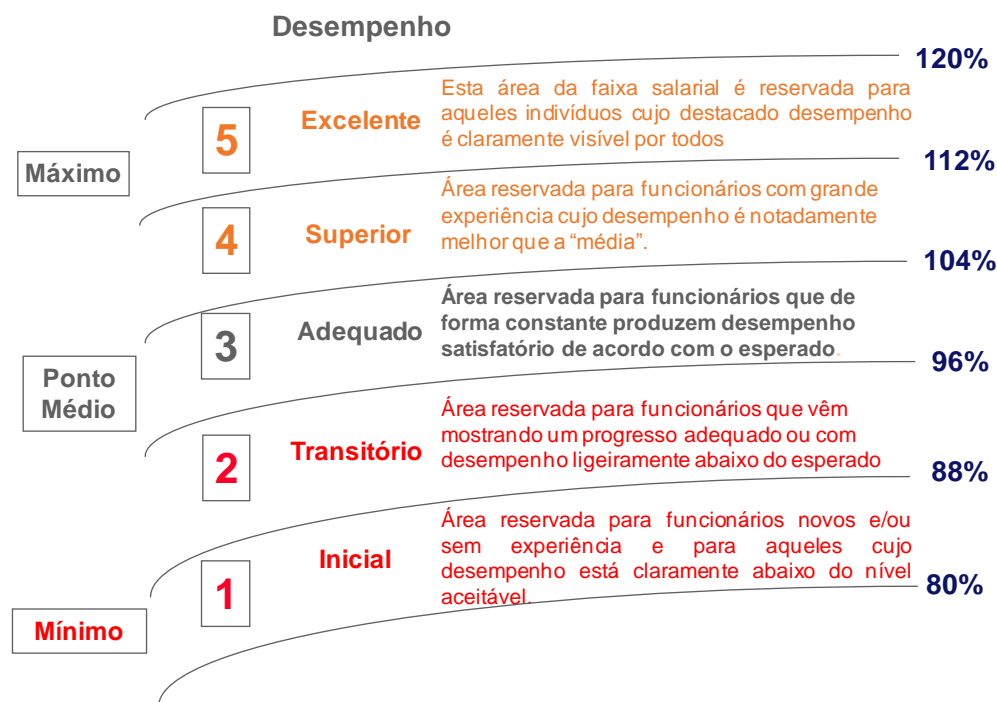 Desempenho
120%
5
Excelente
Esta área da faixa salarial é reservada para
aqueles indivíduos cujo destacado desempenho
é claramente visível por todos
Máximo
112%
4
Superior
Área reservada para funcionários com grande
experiência cujo desempenho é notadamente
melhor que a “média”.
104%
3
Adequado
Área reservada para funcionários que de
forma constante produzem desempenho
satisfatório de acordo com o esperado.
Ponto
Médio
96%
2
Transitório
Área reservada para funcionários que vêm
mostrando um progresso adequado ou com
desempenho ligeiramente abaixo do esperado
88%
1
Inicial
Área reservada para funcionários novos e/ou
sem experiência e para aqueles cujo
desempenho está claramente abaixo do nível
aceitável.
80%
Mínimo